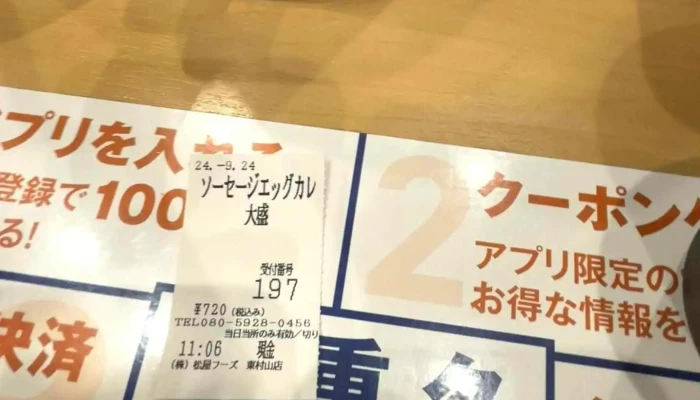 プリを入れる
登録で100
る!
24.-9.24
ソーセージエッグカレ
大盛
受付番号
197
¥720(税込み)
TEL080-5928-0456
当日当所のみ有効/切り
11:06 現金
(株)松屋フーズ 東村山店
2
クーポン
アプリ限定の
お得な情報を
決済